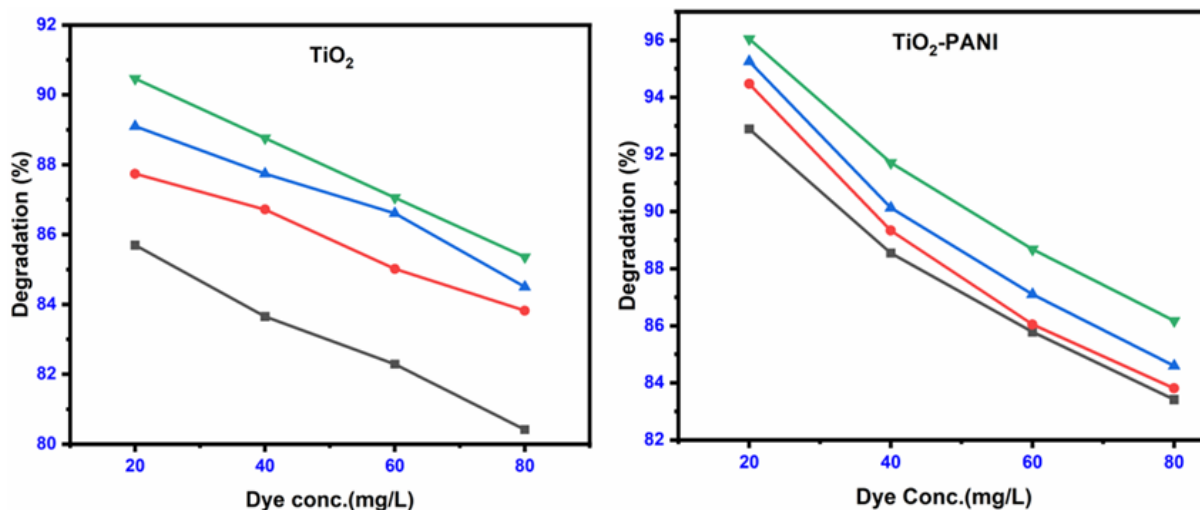 TiO2
Degradation (%)
92
90
88
86
84
82
80
20 40 60 80
Dye conc.(mg/L)
TiO2-PANI
Degradation (%)
96
94
92
90
88
86
84
82
20 40 60 80
Dye Conc.(mg/L)